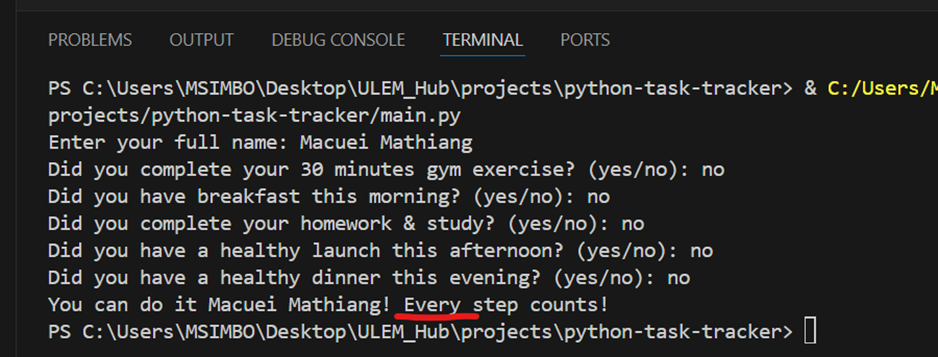 PROBLEMS OUTPUT DEBUG CONSOLE TERMINAL PORTS
PS C:\Users\MSIMBO\Desktop\ULEM_Hub\projects\python-task-tracker> & C:/Users/M
projects/python-task-tracker/main.py
Enter your full name: Macuei Mathiang
Did you complete your 30 minutes gym exercise? (yes/no): no
Did you have breakfast this morning? (yes/no): no
Did you complete your homework & study? (yes/no): no
Did you have a healthy launch this afternoon? (yes/no): no
Did you have a healthy dinner this evening? (yes/no): no
You can do it Macuei Mathiang! Every step counts!
PS C:\Users\MSIMBO\Desktop\ULEM_Hub\projects\python-task-tracker>